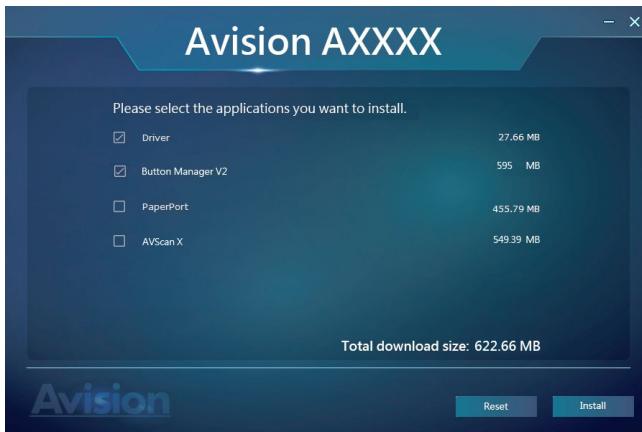 Avision AXXXX
Please select the applications you want to install.
Driver 27.66 MB
Button Manager V2 595 MB
PaperPort 455.79 MB
AVScan X 549.39 MB
Total download size: 622.66 MB
Avision
Reset Install